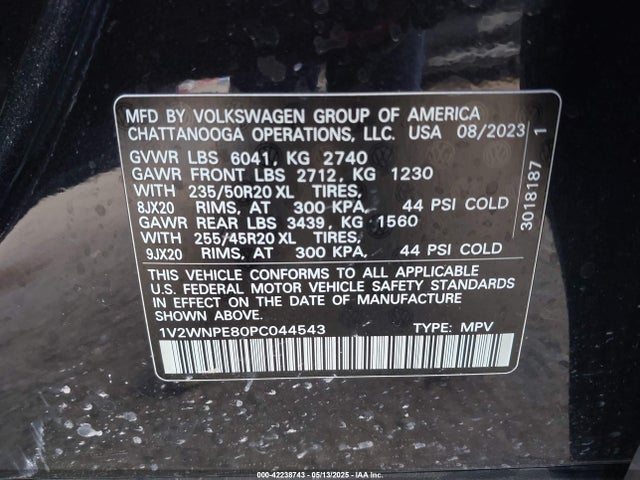 MFD BY VOLKSWAGEN GROUP OF AMERICA
CHATTANOOGA OPERATIONS, LLC. USA 08/2023
GVWR LBS 6041, KG 2740
GAWR FRONT LBS 2712, KG 1230
WITH 235/50R20 XL TIRES,
8JX20 RIMS, AT 300 KPA, 44 PSI COLD
GAWR REAR LBS 3439, KG 1560
WITH 255/45R20 XL TIRES,
9JX20 RIMS, AT 300 KPA, 44 PSI COLD
THIS VEHICLE CONFORMS TO ALL APPLICABLE
U.S. FEDERAL MOTOR VEHICLE SAFETY STANDARDS
IN EFFECT ON THE DATE OF MANUFACTURE
SHOWN ABOVE.
1V2WNPE80PC044543 TYPE: MPV
3018187 1
000-42238743 - 05/13/2025 - IAA Inc.